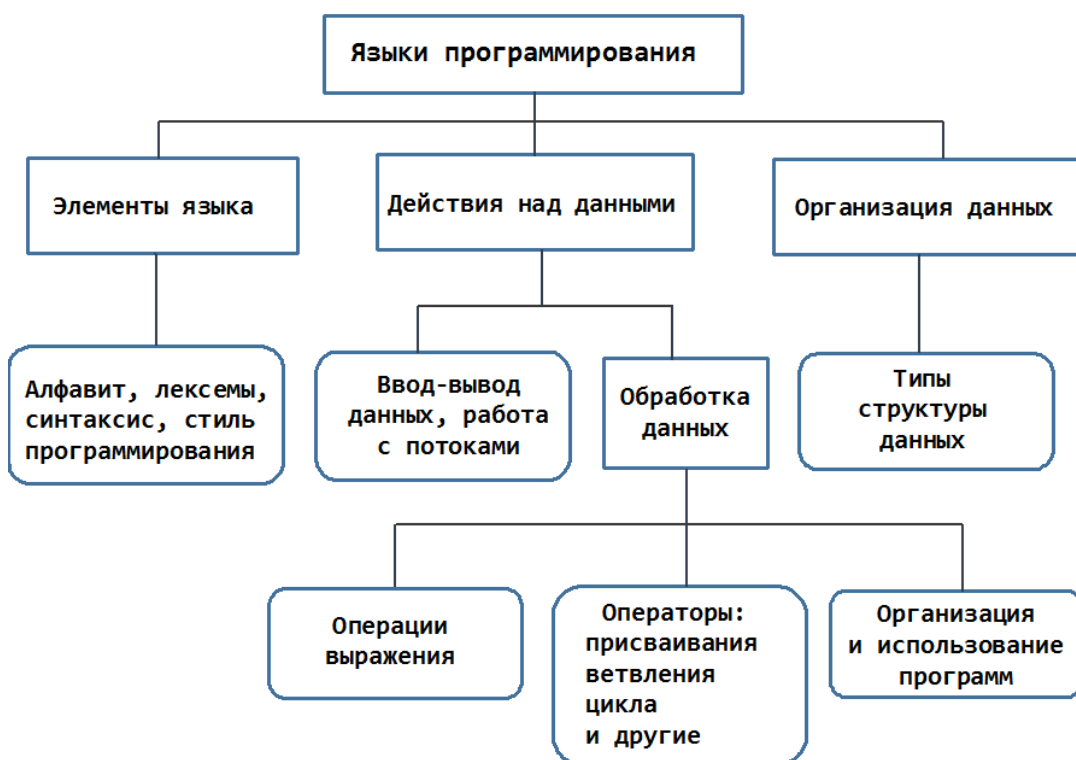 Языки программирования
Элементы языка
Действия над данными
Организация данных
Алфавит, лексемы,
синтаксис, стиль
программирования
Ввод-вывод
данных, работа
с потоками
Обработка
данных
Типы
структуры
данных
Операции
выражения
Операторы:
присваивания
ветвления
цикла
и другие
Организация
и использование
программ